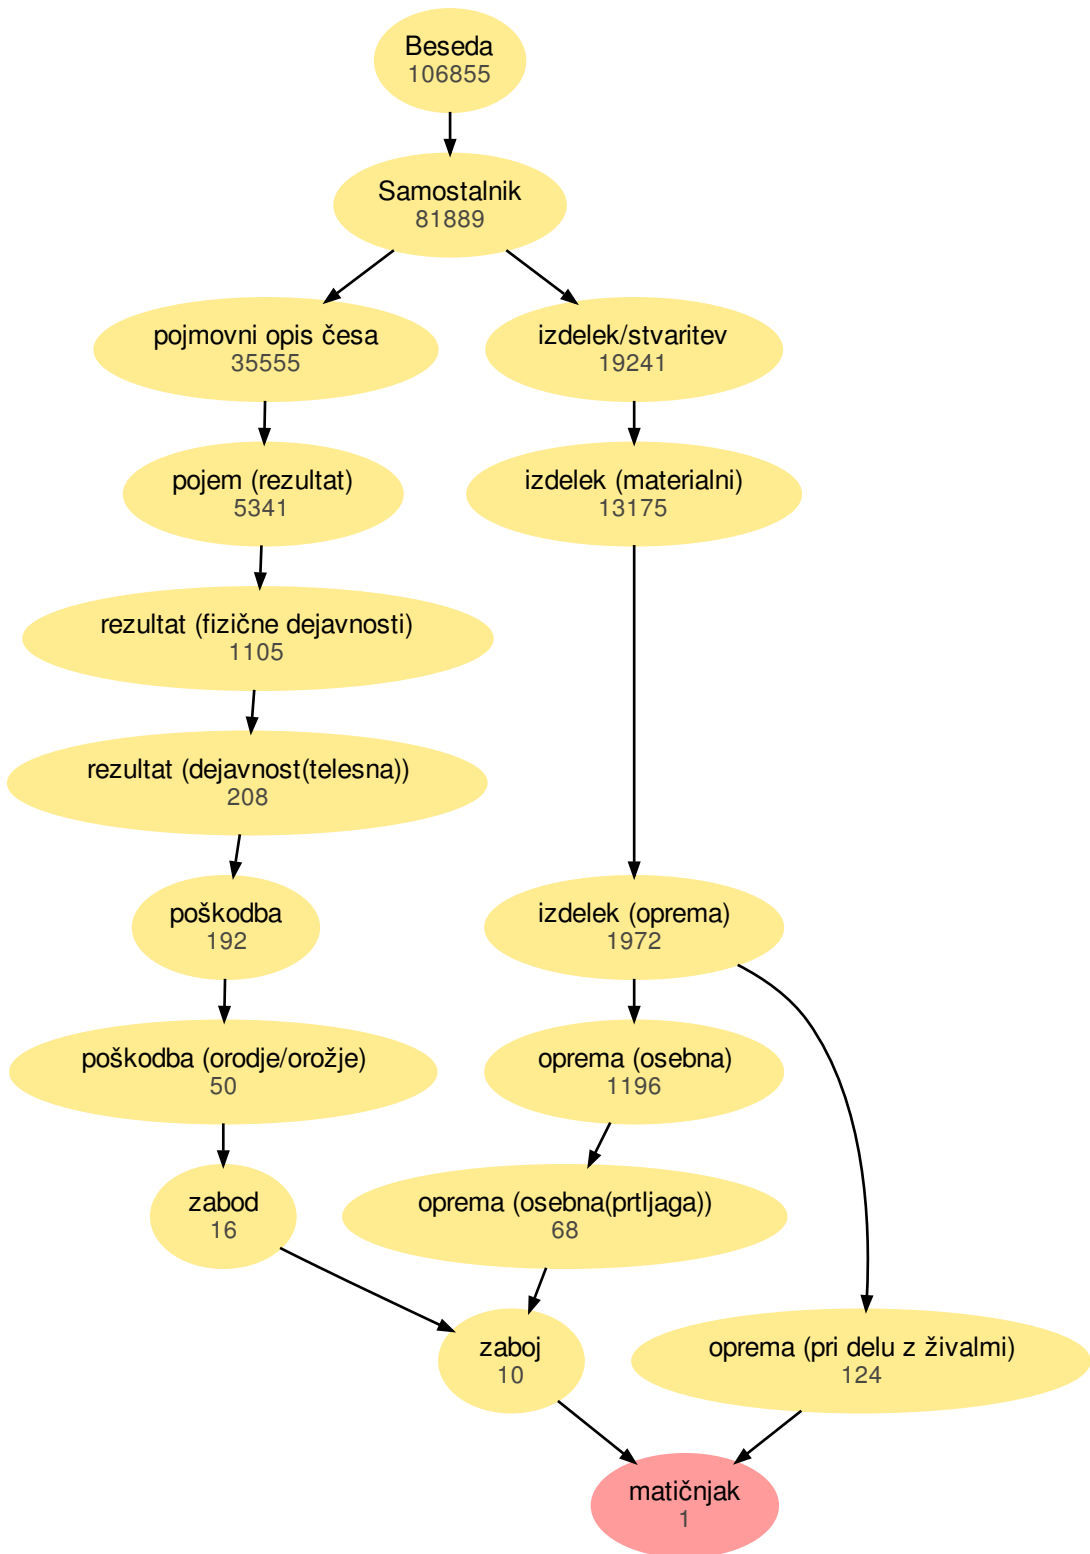 Beseda
106855
Samostalnik
81889
pojmovni opis česa
35555
izdelek/stvaritev
19241
pojem (rezultat)
5341
izdelek (materialni)
13175
rezultat (fizične dejavnosti)
1105
rezultat (dejavnost(telesna))
208
poškodba
192
izdelek (oprema)
1972
poškodba (orodje/orožje)
50
oprema (osebna)
1196
zabod
16
oprema (osebna(prtljaga))
68
zaboj
10
oprema (pri delu z živalmi)
124
matičnjak
1